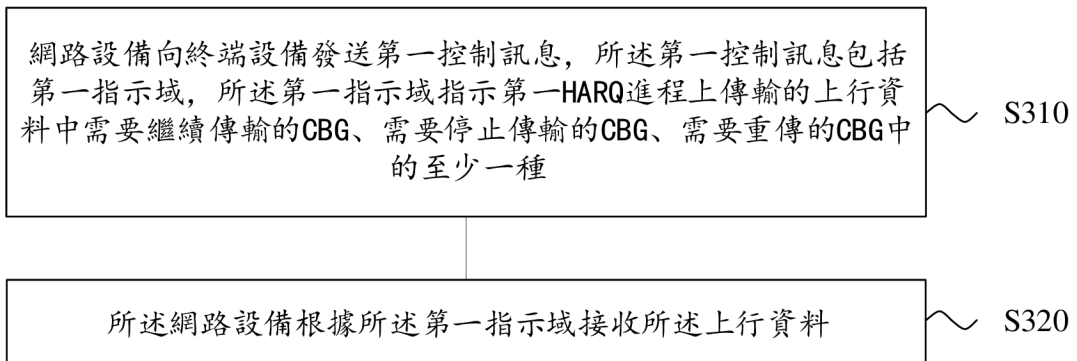 網路設備向終端設備發送第一控制訊息，所述第一控制訊息包括
第一指示域，所述第一指示域指示第一HARQ進程上傳輸的上行資
料中需要繼續傳輸的CBG、需要停止傳輸的CBG、需要重傳的CBG中
的至少一種
S310
所述網路設備根據所述第一指示域接收所述上行資料
S320